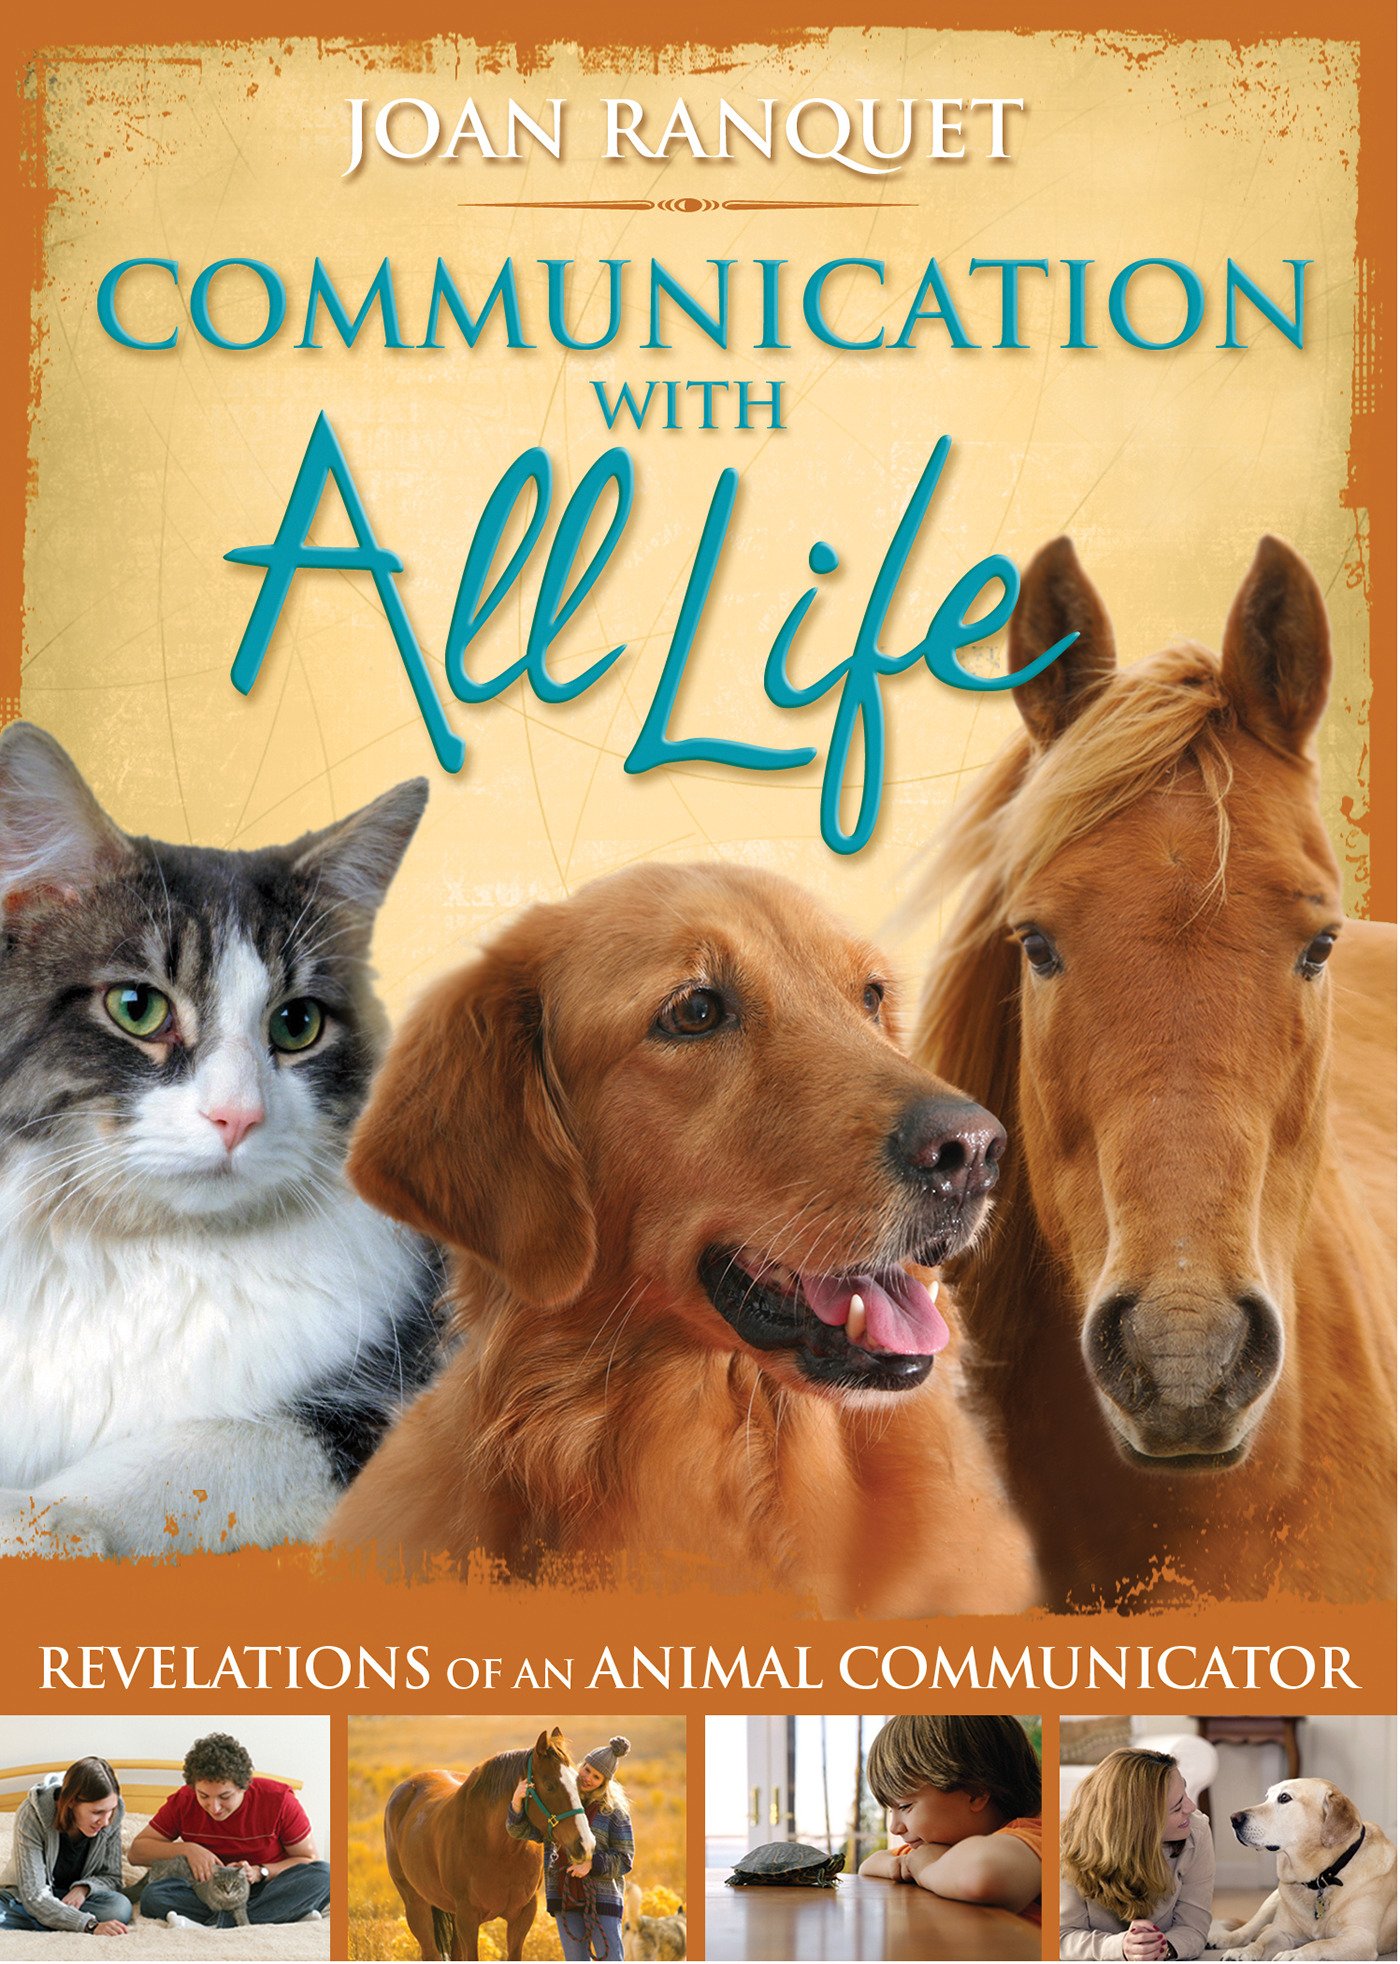 JOAN RANQUET
COMMUNICATION
WITH
All Life
REVELATIONS OF AN ANIMAL COMMUNICATOR